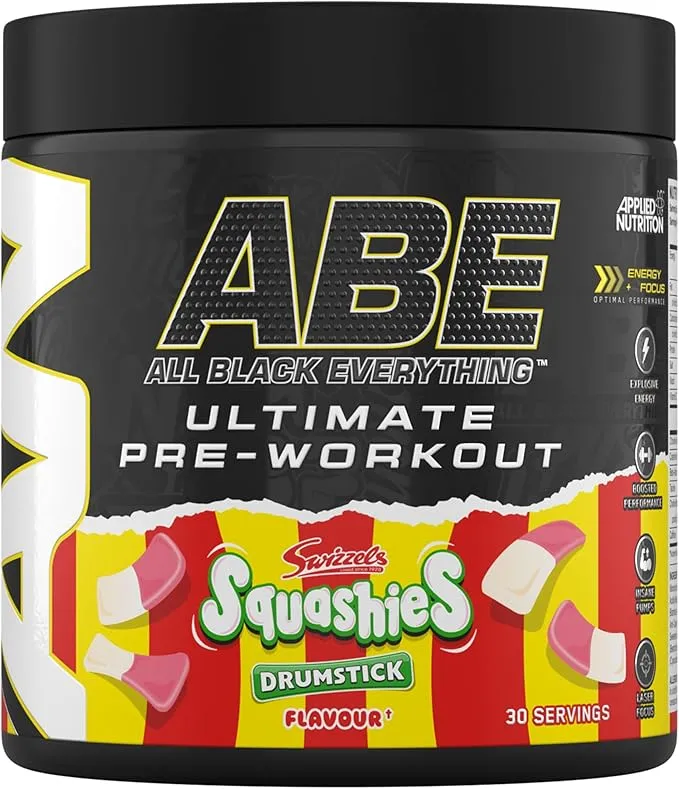 ABE
ALL BLACK EVERYTHING™
ULTIMATE
PRE-WORKOUT
Swizzels
Squashies
DRUMSTICK
FLAVOUR†
30 SERVINGS
APPLIED
NUTRITION
ENERGY
+ FOCUS
OPTIMAL PERFORMANCE
EXPLOSIVE
ENERGY
BOOSTED
PERFORMANCE
INSANE
PUMPS
LASER
FOCUS